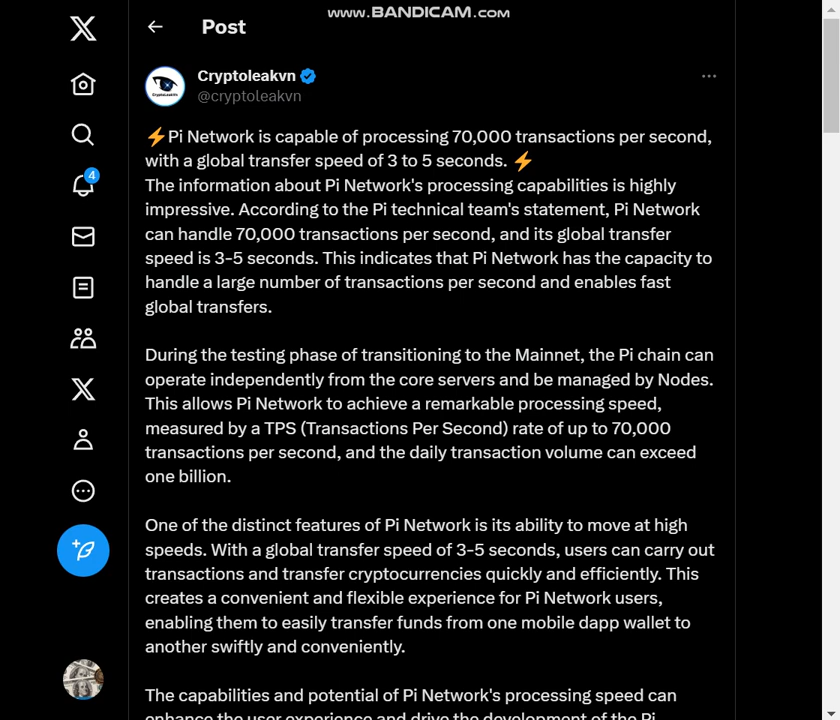 www.BANDICAM.com
Post
Cryptoleakvn
@cryptoleakvn
⚡Pi Network is capable of processing 70,000 transactions per second,
with a global transfer speed of 3 to 5 seconds. ⚡
The information about Pi Network's processing capabilities is highly
impressive. According to the Pi technical team's statement, Pi Network
can handle 70,000 transactions per second, and its global transfer
speed is 3-5 seconds. This indicates that Pi Network has the capacity to
handle a large number of transactions per second and enables fast
global transfers.
4
During the testing phase of transitioning to the Mainnet, the Pi chain can
operate independently from the core servers and be managed by Nodes.
This allows Pi Network to achieve a remarkable processing speed,
measured by a TPS (Transactions Per Second) rate of up to 70,000
transactions per second, and the daily transaction volume can exceed
one billion.
One of the distinct features of Pi Network is its ability to move at high
speeds. With a global transfer speed of 3-5 seconds, users can carry out
transactions and transfer cryptocurrencies quickly and efficiently. This
creates a convenient and flexible experience for Pi Network users,
enabling them to easily transfer funds from one mobile dapp wallet to
another swiftly and conveniently.
The capabilities and potential of Pi Network's processing speed can
enhance the user experience and drive the development of the Pi